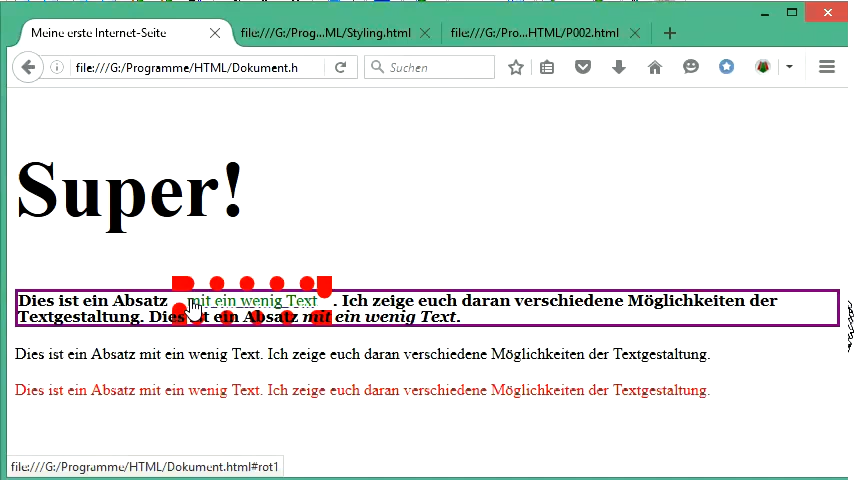 Meine erste Internet-Seite
file:///G:/Prog...ML/Styling.html
file:///G:/Pro...HTML/P002.html
file:///G:/Programme/HTML/Dokument.h
Suchen
Super!
Dies ist ein Absatz mit ein wenig Text. Ich zeige euch daran verschiedene Möglichkeiten der
Textgestaltung. Dies ist ein Absatz mit ein wenig Text.
Dies ist ein Absatz mit ein wenig Text. Ich zeige euch daran verschiedene Möglichkeiten der Textgestaltung.
Dies ist ein Absatz mit ein wenig Text. Ich zeige euch daran verschiedene Möglichkeiten der Textgestaltung.
file:///G:/Programme/HTML/Dokument.html#rot1